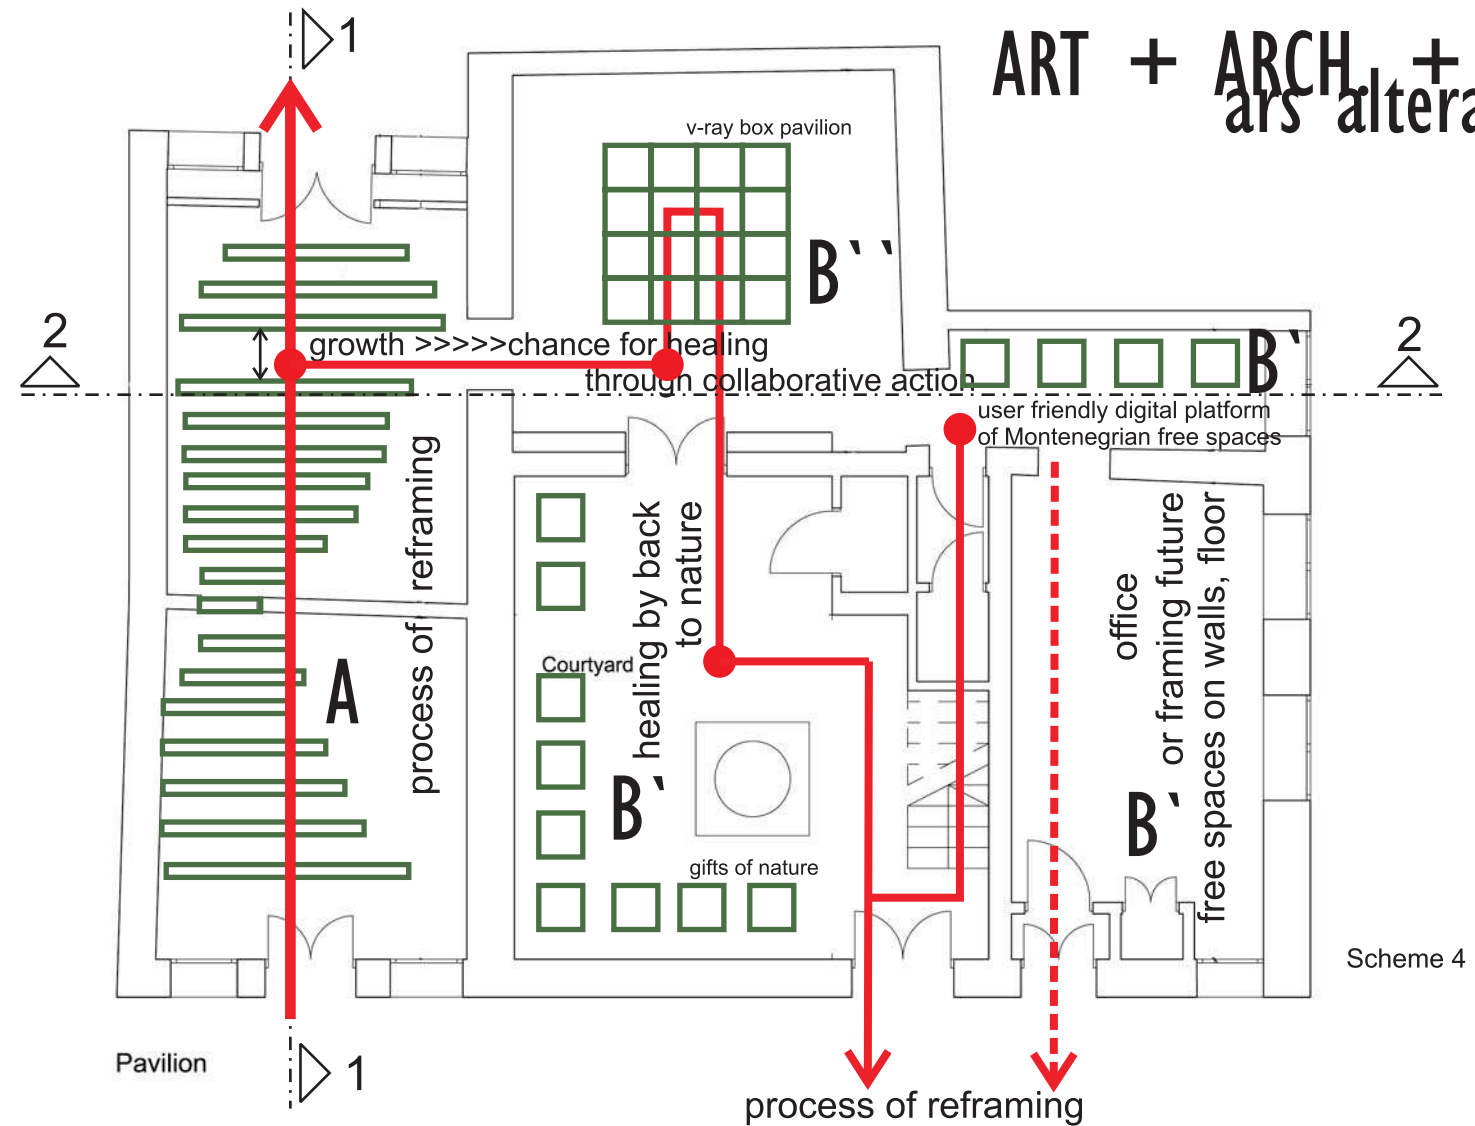 1
ART + ARCH. +
ars altera
v-ray box pavilion
B``
2
growth >>>>>chance for healing
through collaborative action
B`
2
user friendly digital platform
of Montenegrian free spaces
process of reframing
A
healing by back
to nature
Courtyard
B`
gifts of nature
office
or framing future
free spaces on walls, floor
B`
Scheme 4
Pavilion
1
process of reframing